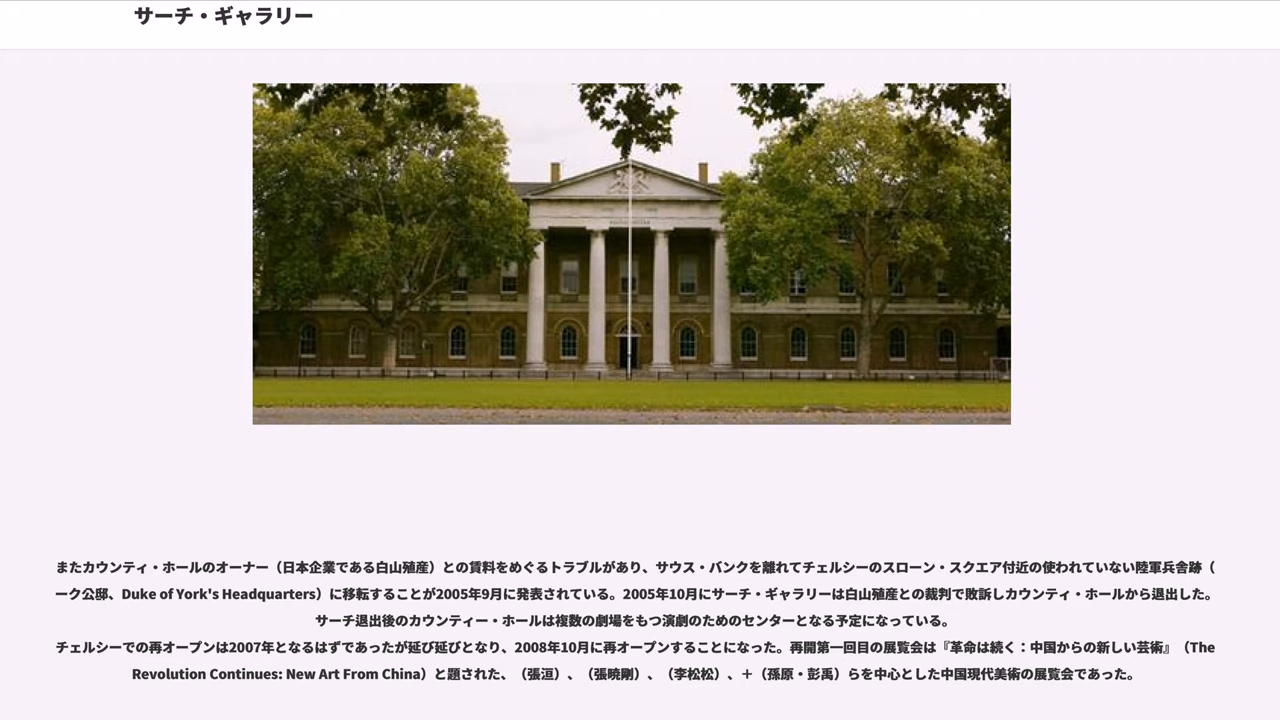 サーチ・ギャラリー
またカウンティ・ホールのオーナー（日本企業である白山殖産）との賃料をめぐるトラブルがあり、サウス・バンクを離れてチェルシーのスローン・スクエア付近の使われていない陸軍兵舎跡（
ーク公邸、Duke of York's Headquarters）に移転することが2005年9月に発表されている。2005年10月にサーチ・ギャラリーは白山殖産との裁判で敗訴しカウンティ・ホールから退出した。
サーチ退出後のカウンティー・ホールは複数の劇場をもつ演劇のためのセンターとなる予定になっている。
チェルシーでの再オープンは2007年となるはずであったが延び延びとなり、2008年10月に再オープンすることになった。再開第一回目の展覧会は『革命は続く：中国からの新しい芸術』（The
Revolution Continues: New Art From China）と題された、（張洹）、（張暁剛）、（李松松）、＋（孫原・彭禹）らを中心とした中国現代美術の展覧会であった。